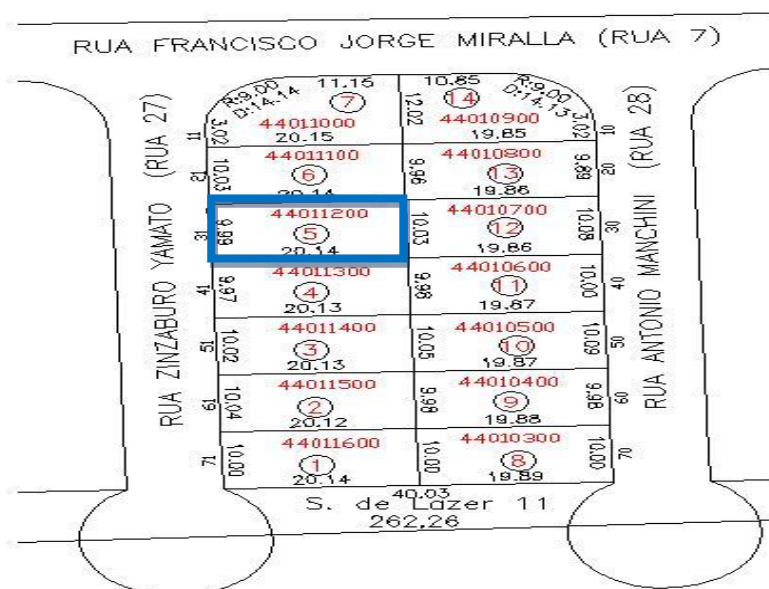 RUA FRANCISCO JORGE MIRALLA (RUA 7)
RUA ZINZABURO YAMATO (RUA 27)
RUA ANTONIO MANCHINI (RUA 28)
R:9.00 11.15 10.85 R:9.00
D:14.14 7 14 D:14.13
11 3.02 44011000 12.02 44010900 3.02 10
20.15 19.85
10.03 44011100 9.96 44010800 9.89 20
6 13
20.14 19.86
31 9.99 44011200 10.03 44010700 10.08 30
5 12
20.14 19.86
41 9.97 44011300 9.98 44010600 10.00 40
4 11
20.13 19.87
51 10.02 44011400 10.05 44010500 10.09 50
3 10
20.13 19.87
61 10.04 44011500 9.98 44010400 9.98 60
2 9
20.12 19.88
71 10.00 44011600 10.00 44010300 10.00 70
1 8
20.14 19.89
40.03
S. de Lazer 11
262,26